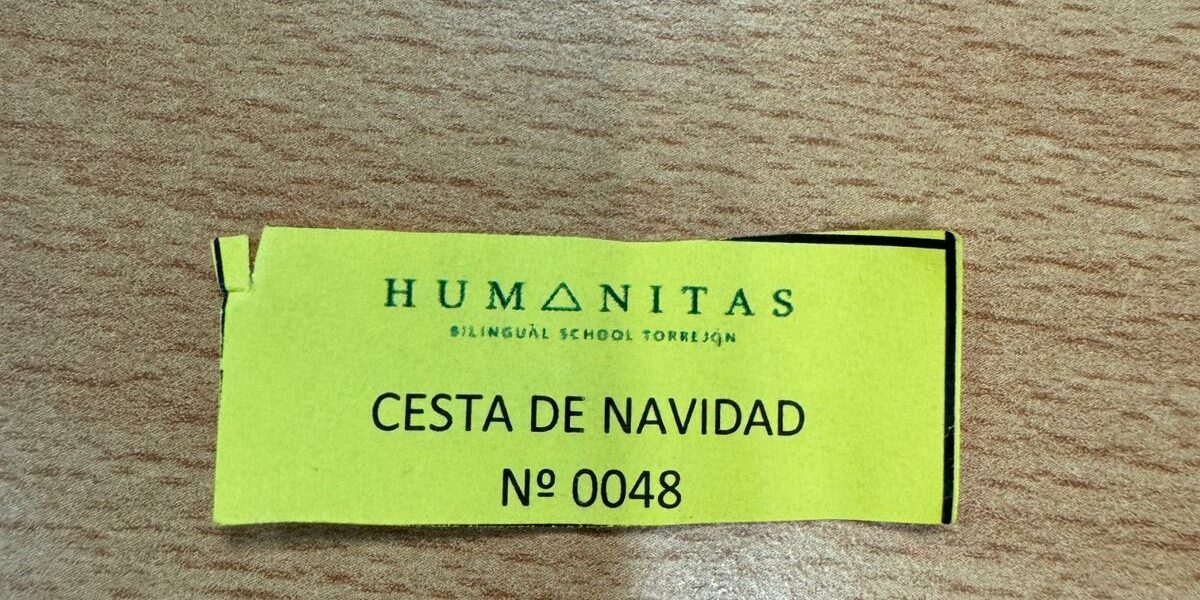 HUMANITAS
BILINGUAL SCHOOL TORREJÓN
CESTA DE NAVIDAD
Nº 0048